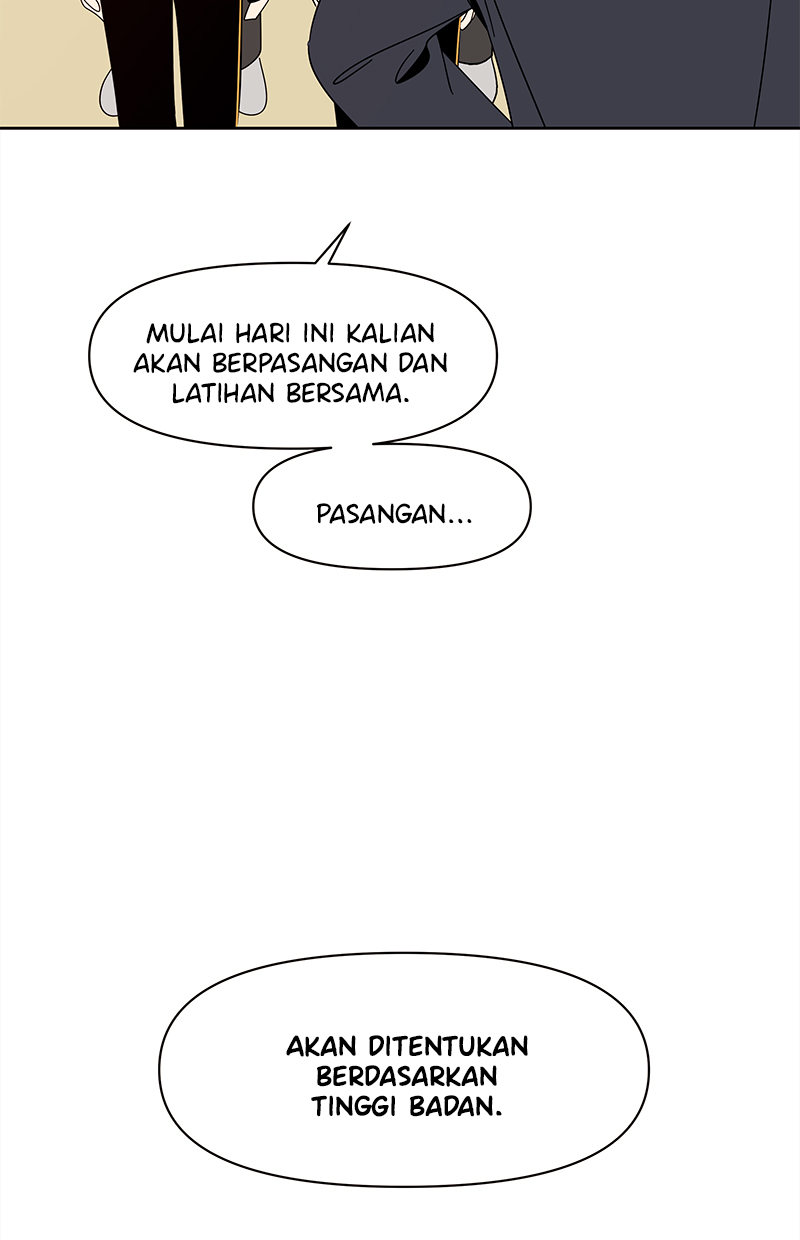 MULAI HARI INI KALIAN
AKAN BERPASANGAN DAN
LATIHAN BERSAMA.
PASANGAN...
AKAN DITENTUKAN
BERDASARKAN
TINGGI BADAN.